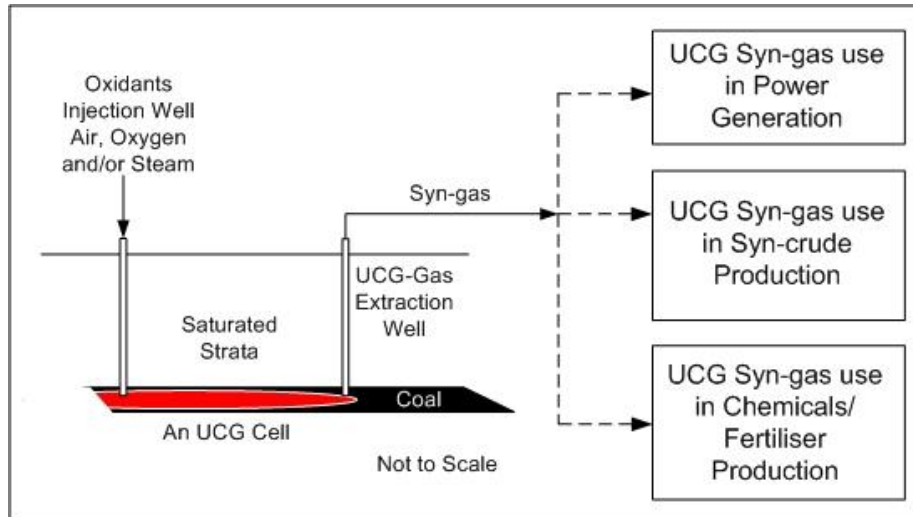 Oxidants
Injection Well
Air, Oxygen
and/or Steam
Syn-gas
UCG-Gas
Extraction
Well
Saturated
Strata
Coal
An UCG Cell
Not to Scale
UCG Syn-gas use
in Power
Generation
UCG Syn-gas use
in Syn-crude
Production
UCG Syn-gas use
in Chemicals/
Fertiliser
Production